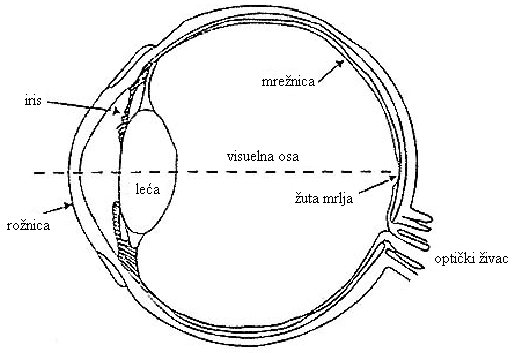 mrežnica
iris
visuelna osa
leća
žuta mrlja
rožnica
optički živac